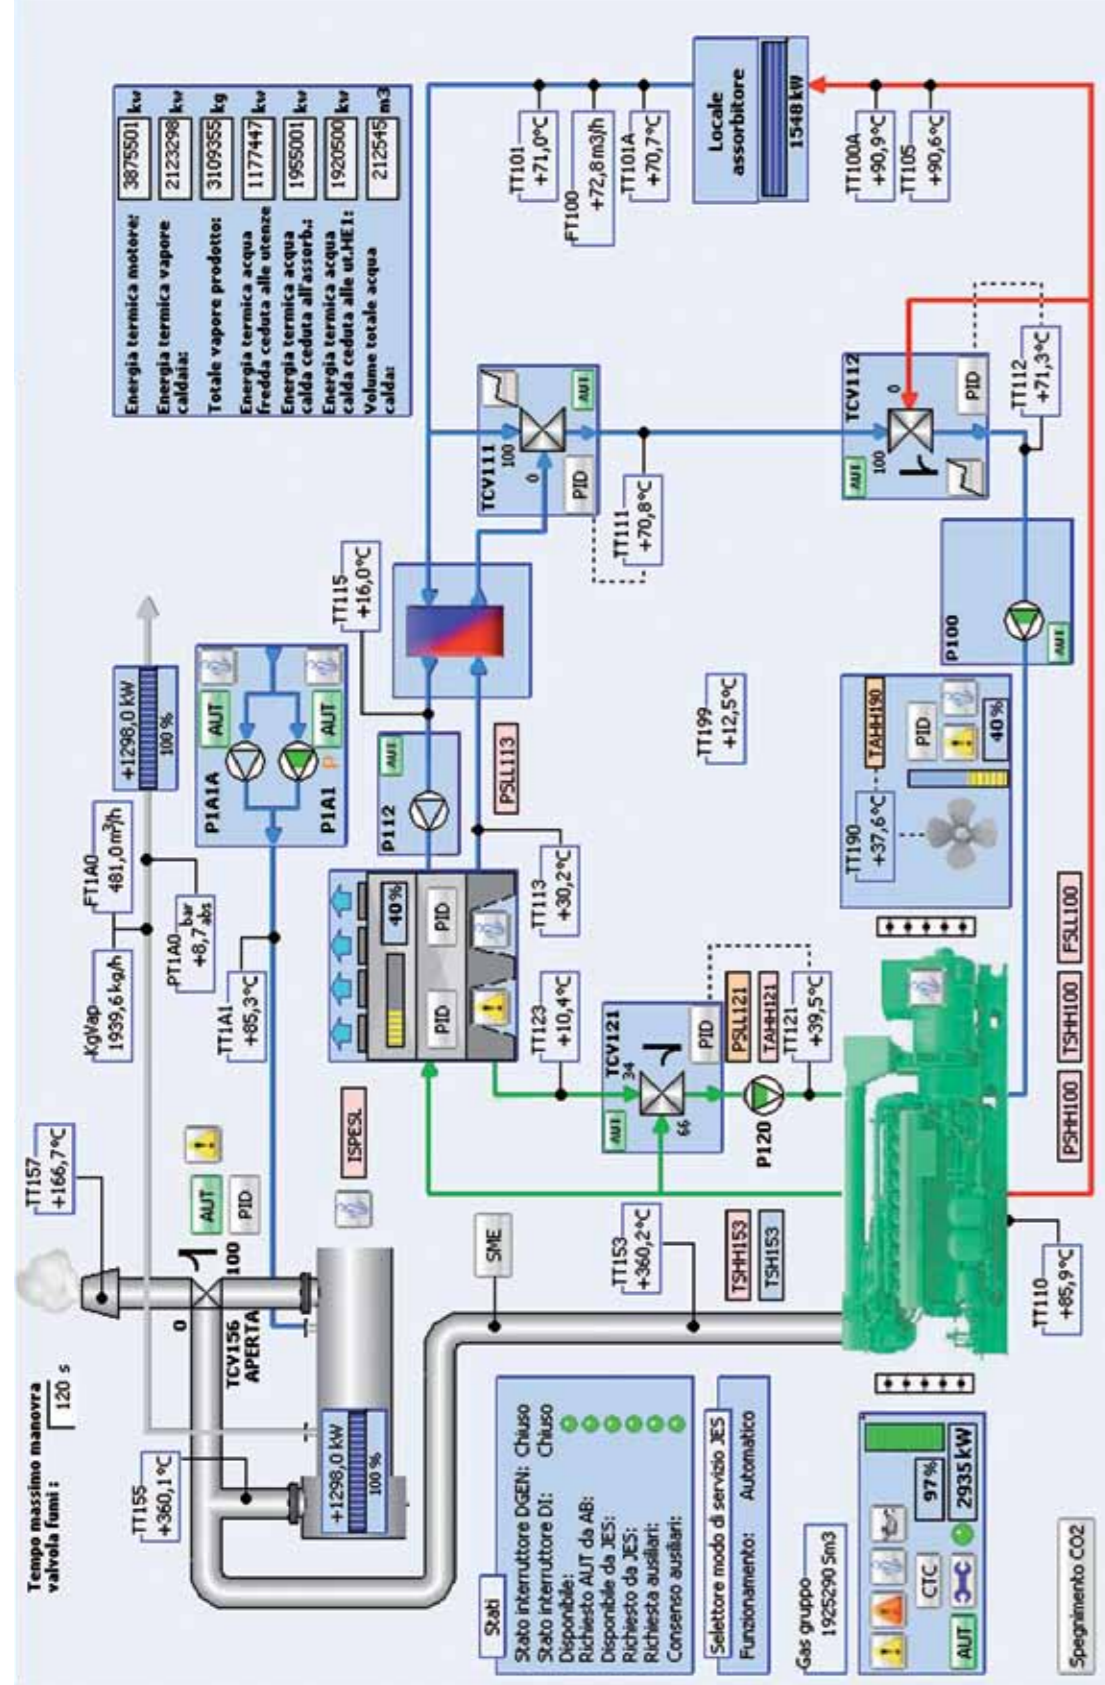 Tempo massimo manovra
valvola fumi :
120 s
TT157
+166,7°C
TT155
+360,1°C
0
100
TCV156
APERTA
AUT
PID
+1298,0 kW
100 %
ISPESL
KgVap
1939,6 kg/h
FT1A0
481,0 m3/h
PT1A0
+8,7 bar abs
+1298,0 kW
100 %
TT1A1
+85,3°C
P1A1A
AUT
P1A1
P
AUT
Energia termica motore: 3875501 kw
Energia termica vapore
caldaia: 2123298 kw
Totale vapore prodotto: 3109355 kg
Energia termica acqua
fredda ceduta alle utenze 1177447 kw
Energia termica acqua
calda ceduta all'assorb.: 1955001 kw
Energia termica acqua
calda ceduta alle ut.HE1: 1920500 kw
Volume totale acqua
calda: 212545 m3
SME
40%
PID
PID
P112
AUT
TT115
+16,0°C
PSLL113
TT113
+30,2°C
TT123
+10,4°C
TCV111
100
0
PID
AUT
TT111
+70,8°C
TT101
+71,0°C
FT100
+72,8 m3/h
TT101A
+70,7°C
Locale
assorbitore
1548 kW
TT100A
+90,9°C
TT105
+90,6°C
Stati
Stato interruttore DGEN: Chiuso
Stato interruttore DI: Chiuso
Disponibile:
Richiesto AUT da AB:
Disponibile da JES:
Richiesto da JES:
Richiesta ausiliari:
Consenso ausiliari:
Selettore modo di servizio JES
Funzionamento: Automatico
TT153
+360,2°C
TSHH153
TSH153
TCV121
AUT
34
66
PID
P120
PSLL121
TAHH121
TT121
+39,5°C
TT199
+12,5°C
TCV112
AUT
100
0
PID
TT112
+71,3°C
P100
AUT
TT190
+37,6°C
TAHH190
PID
40%
Gas gruppo
1925290 Sm3
CTC
97%
AUT
2935 kW
TT110
+85,9°C
PSHH100
TSHH100
FSLL100
Spegnimento CO2